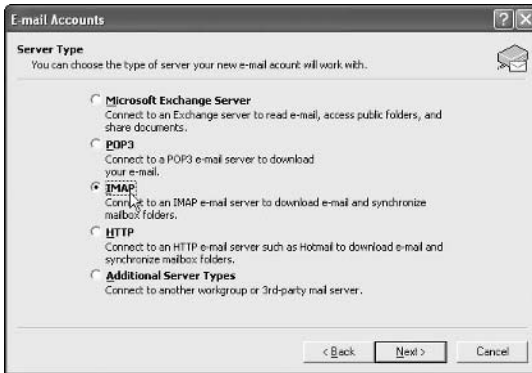 E-mail Accounts
Server Type
You can choose the type of server your new e-mail acount will work with.
Microsoft Exchange Server
Connect to an Exchange server to read e-mail, access public folders, and
share documents.
POP3
Connect to a POP3 e-mail server to download
your e-mail.
IMAP
Connect to an IMAP e-mail server to download e-mail and synchronize
mailbox folders.
HTTP
Connect to an HTTP e-mail server such as Hotmail to download e-mail and
synchronize mailbox folders.
Additional Server Types
Connect to another workgroup or 3rd-party mail server.
< Back Next > Cancel